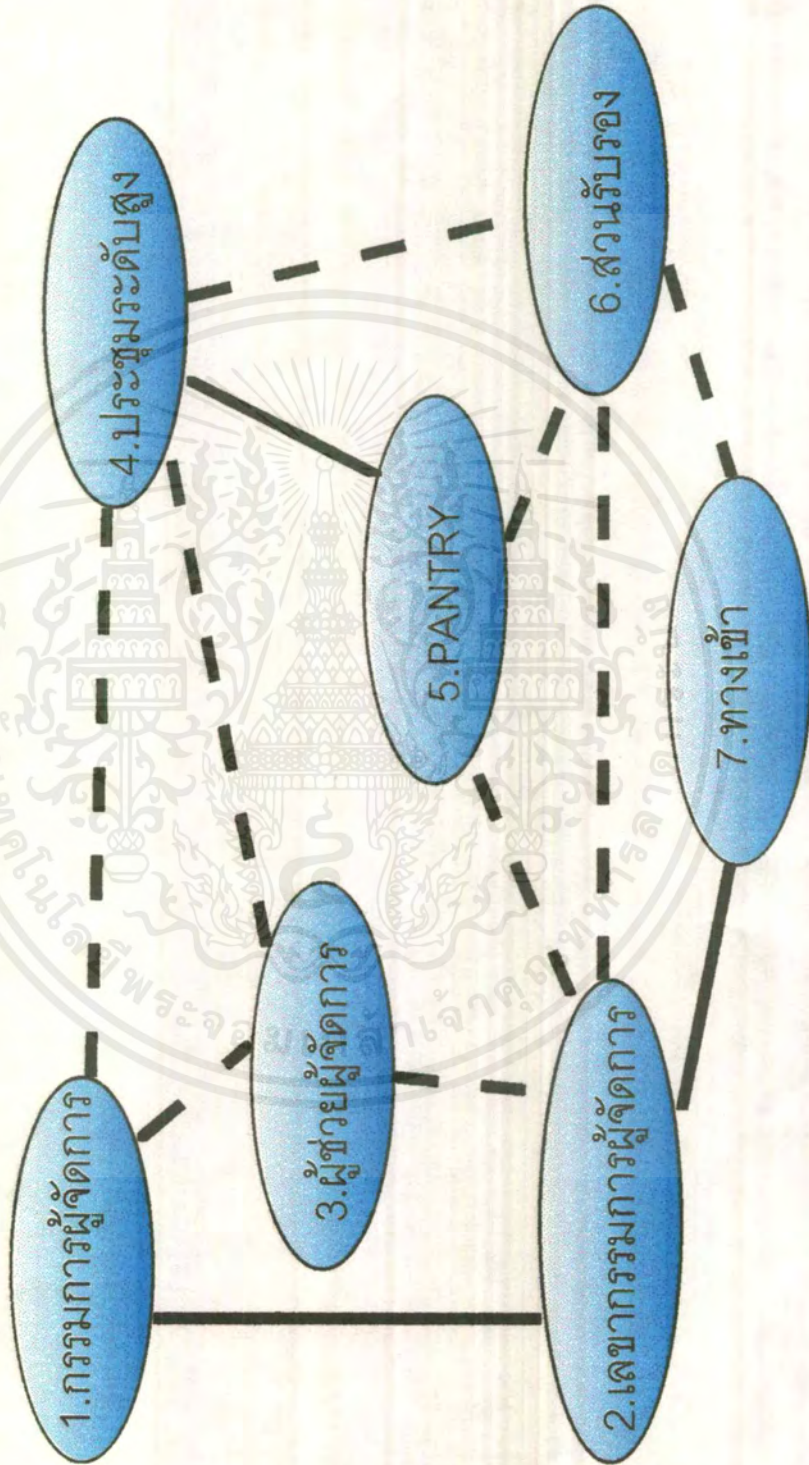 1.กรรมการผู้จัดการ
2.เลขากรรมการผู้จัดการ
3.ผู้ช่วยผู้จัดการ
4.ประชุมระดับสูง
5.PANTRY
6.ส่วนรับรอง
7.ทางเข้า